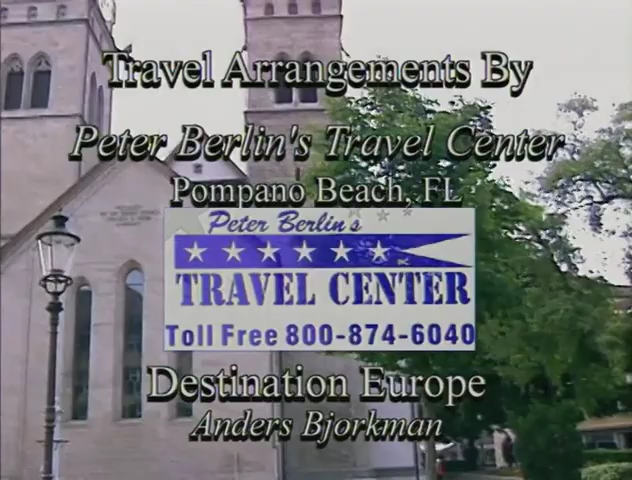 Travel Arrangements By
Peter Berlin's Travel Center
Pompano Beach, FL
Peter Berlin's
TRAVEL CENTER
Toll Free 800-874-6040
Destination Europe
Anders Bjorkman